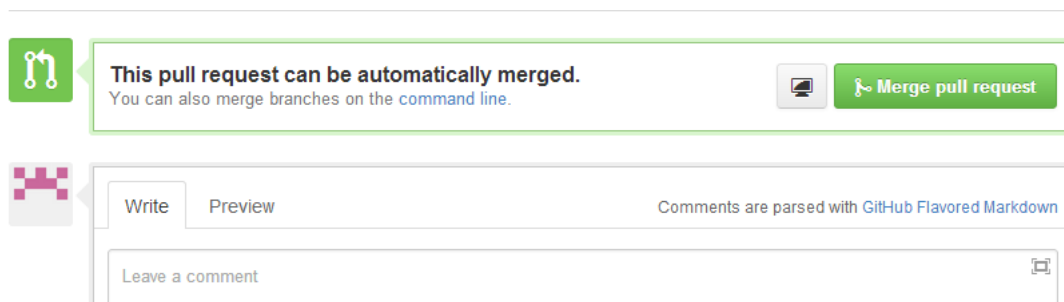 This pull request can be automatically merged.
You can also merge branches on the command line.
Merge pull request
Write
Preview
Comments are parsed with GitHub Flavored Markdown
Leave a comment